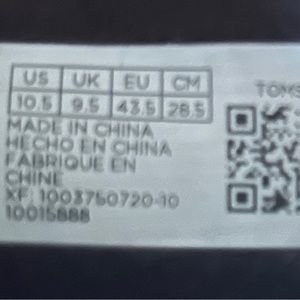 US UK EU CM TOMS
10.5 9.5 43.5 28.5
MADE IN CHINA
HECHO EN CHINA
FABRIQUE EN
CHINE
XF: 1003750720-10
10015888